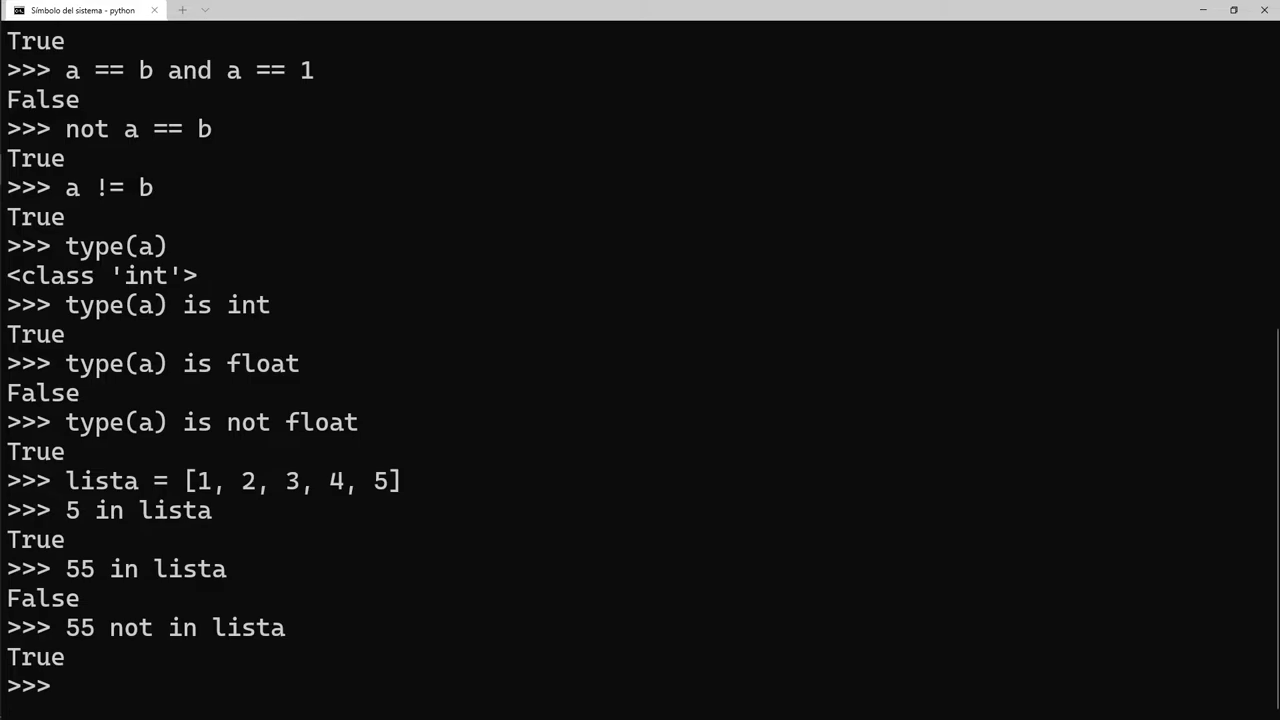 Símbolo del sistema - python
True
>>> a == b and a == 1
False
>>> not a == b
True
>>> a != b
True
>>> type(a)
<class 'int'>
>>> type(a) is int
True
>>> type(a) is float
False
>>> type(a) is not float
True
>>> lista = [1, 2, 3, 4, 5]
>>> 5 in lista
True
>>> 55 in lista
False
>>> 55 not in lista
True
>>>